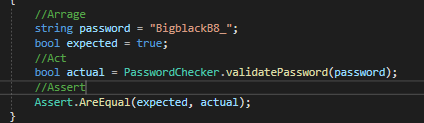 {
//Arrage
string password = "BigblackB8_";
bool expected = true;
//Act
bool actual = PasswordChecker.validatePassword(password);
//Assert
Assert.AreEqual(expected, actual);
}